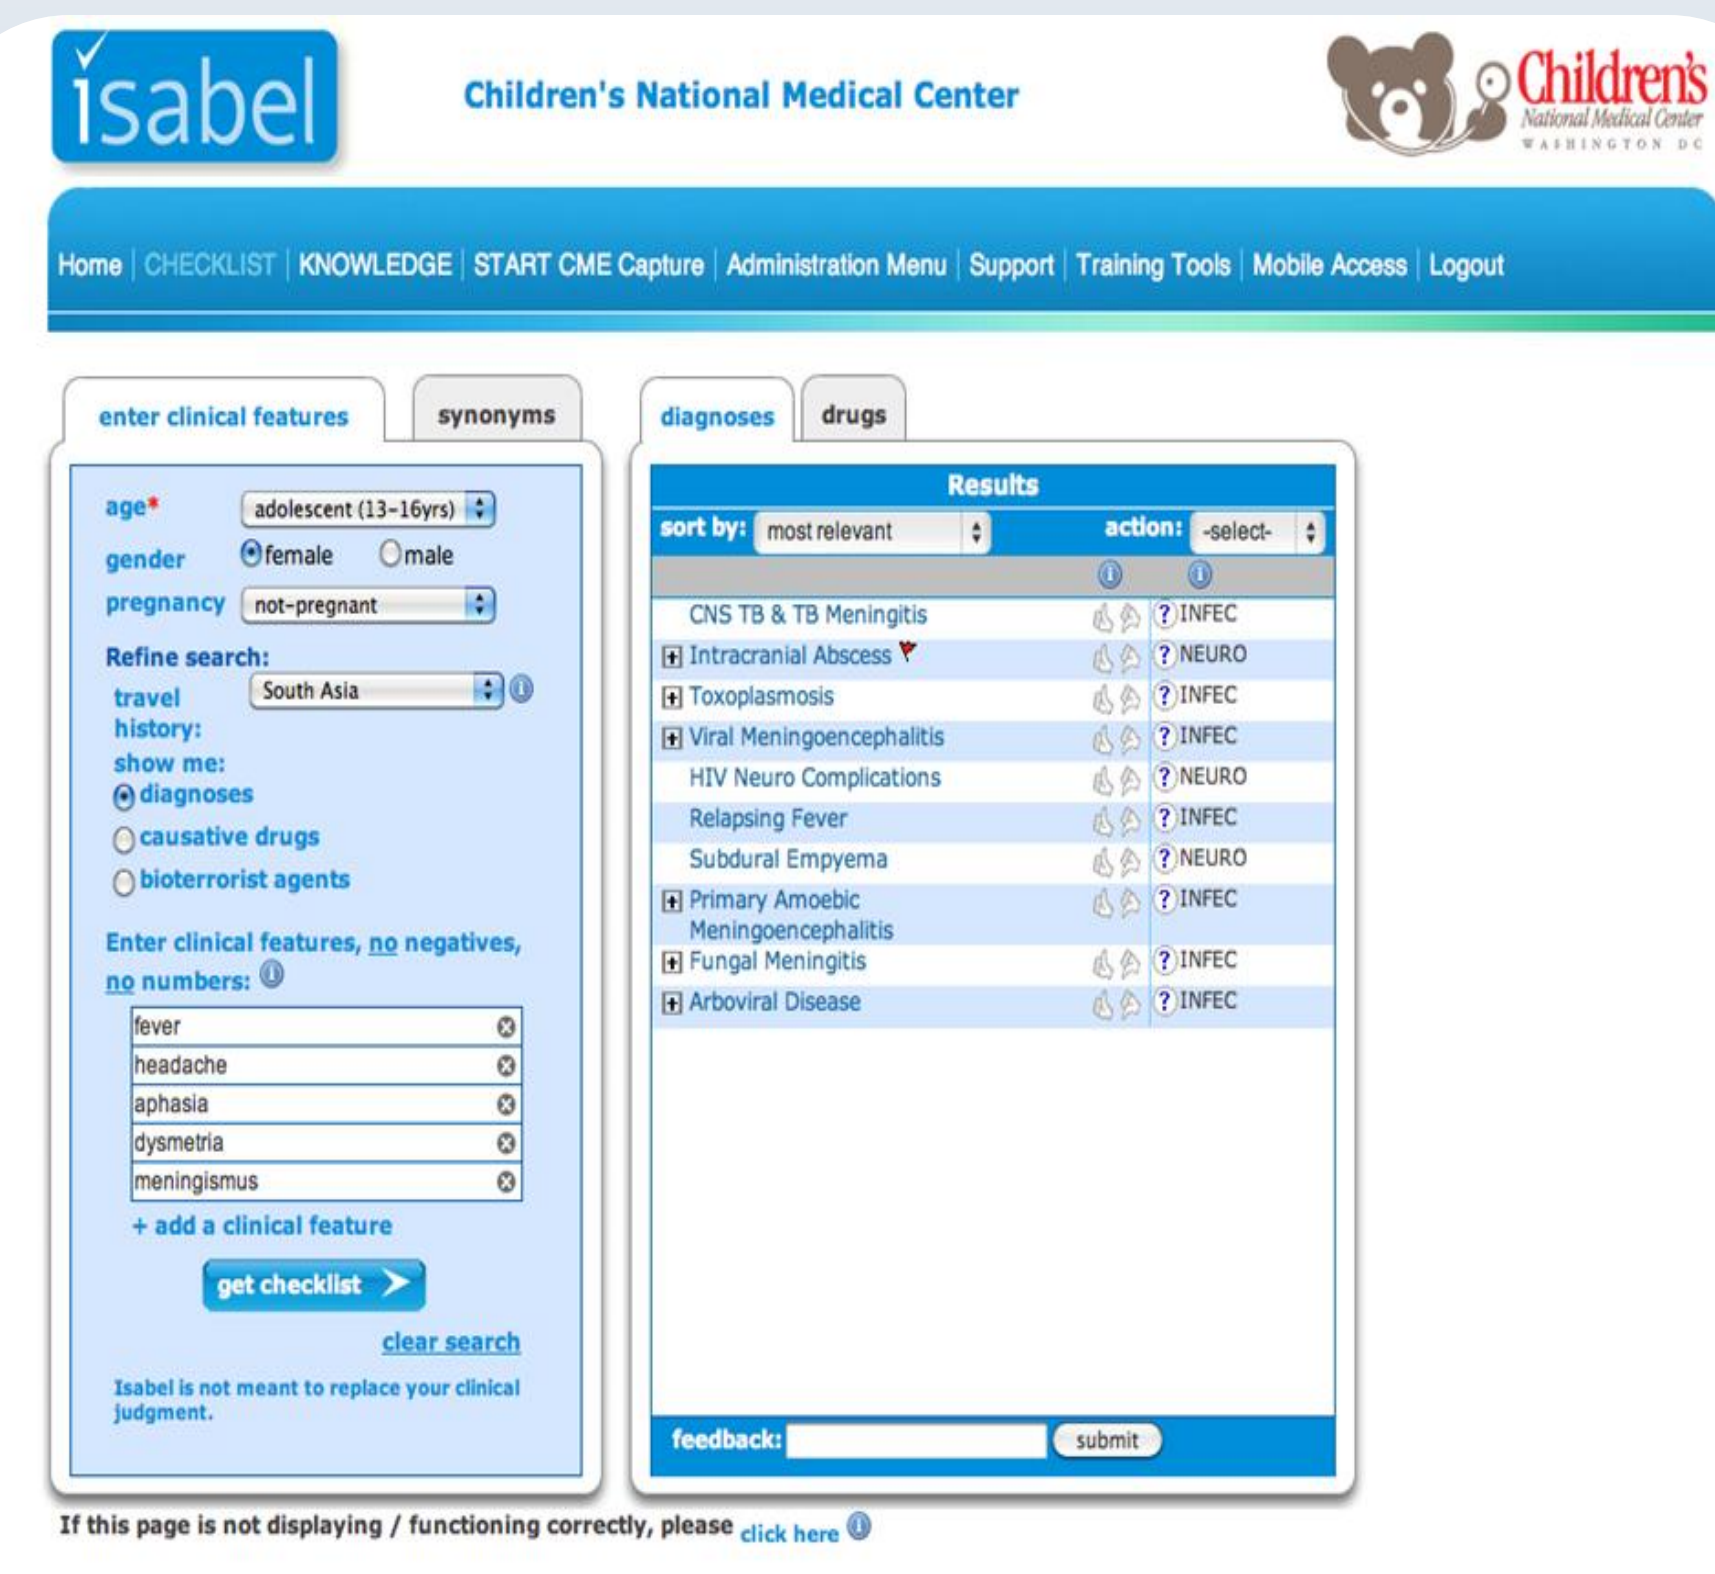 isabel
Children's National Medical Center
Children's
National Medical Center
WASHINGTON DC
Home | CHECKLIST | KNOWLEDGE | START CME Capture | Administration Menu | Support | Training Tools | Mobile Access | Logout
enter clinical features
synonyms
age* adolescent (13-16yrs)
gender female male
pregnancy not-pregnant
Refine search:
travel South Asia
history:
show me:
diagnoses
causative drugs
bioterrorist agents
Enter clinical features, no negatives,
no numbers:
fever
headache
aphasia
dysmetria
meningismus
+ add a clinical feature
get checklist
clear search
Isabel is not meant to replace your clinical
judgment.
diagnoses
drugs
Results
sort by: most relevant action: -select-
CNS TB & TB Meningitis ? INFEC
Intracranial Abscess ? NEURO
Toxoplasmosis ? INFEC
Viral Meningoencephalitis ? INFEC
HIV Neuro Complications ? NEURO
Relapsing Fever ? INFEC
Subdural Empyema ? NEURO
Primary Amoebic ? INFEC
Meningoencephalitis
Fungal Meningitis ? INFEC
Arboviral Disease ? INFEC
feedback: submit
If this page is not displaying / functioning correctly, please click here